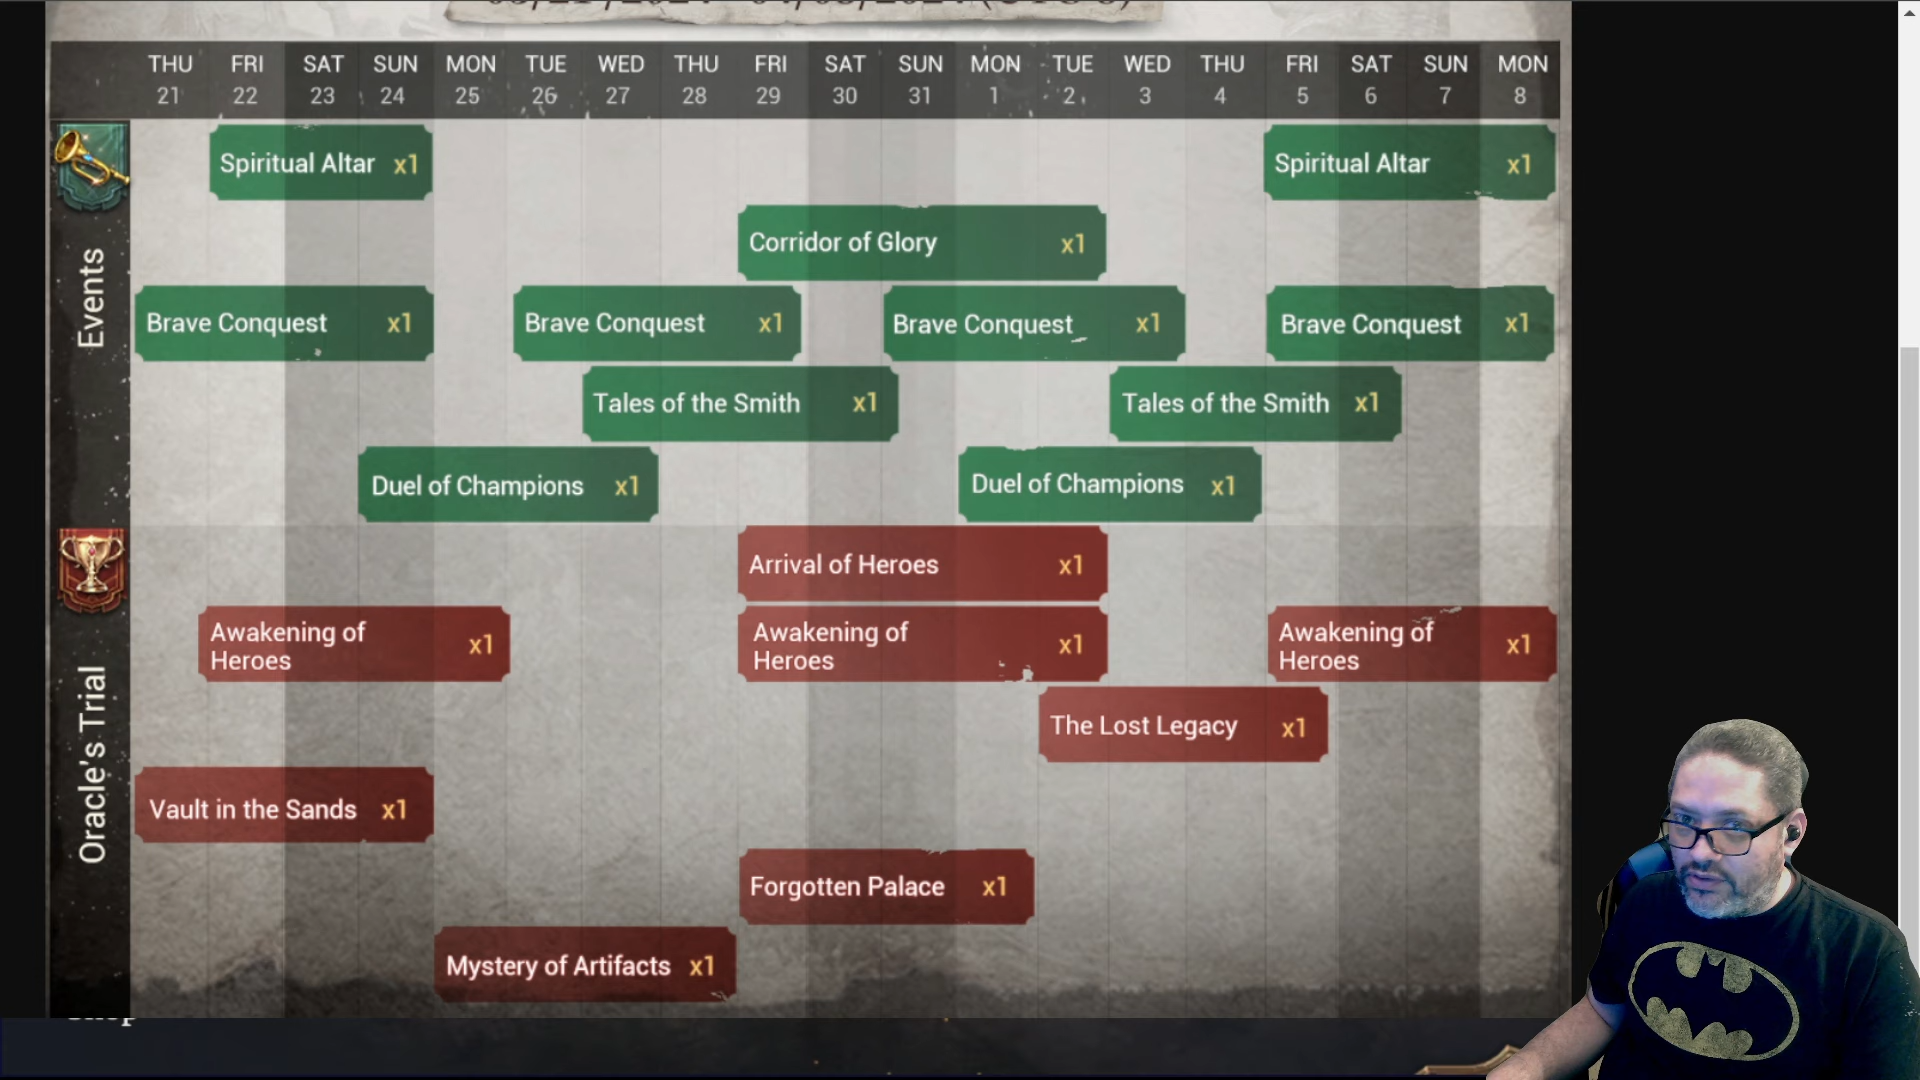 THU FRI SAT SUN MON TUE WED THU FRI SAT SUN MON TUE WED THU FRI SAT SUN MON
21 22 23 24 25 26 27 28 29 30 31 1 2 3 4 5 6 7 8
Events
Spiritual Altar x1
Spiritual Altar x1
Corridor of Glory x1
Brave Conquest x1
Brave Conquest x1
Brave Conquest x1
Brave Conquest x1
Tales of the Smith x1
Tales of the Smith x1
Duel of Champions x1
Duel of Champions x1
Oracle's Trial
Arrival of Heroes x1
Awakening of
Heroes x1
Awakening of
Heroes x1
Awakening of
Heroes x1
The Lost Legacy x1
Vault in the Sands x1
Forgotten Palace x1
Mystery of Artifacts x1